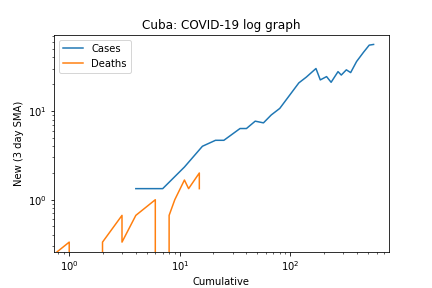 Cuba: COVID-19 log graph
Cases
Deaths
New (3 day SMA)
10¹
10⁰
10⁰ 10¹ 10²
Cumulative